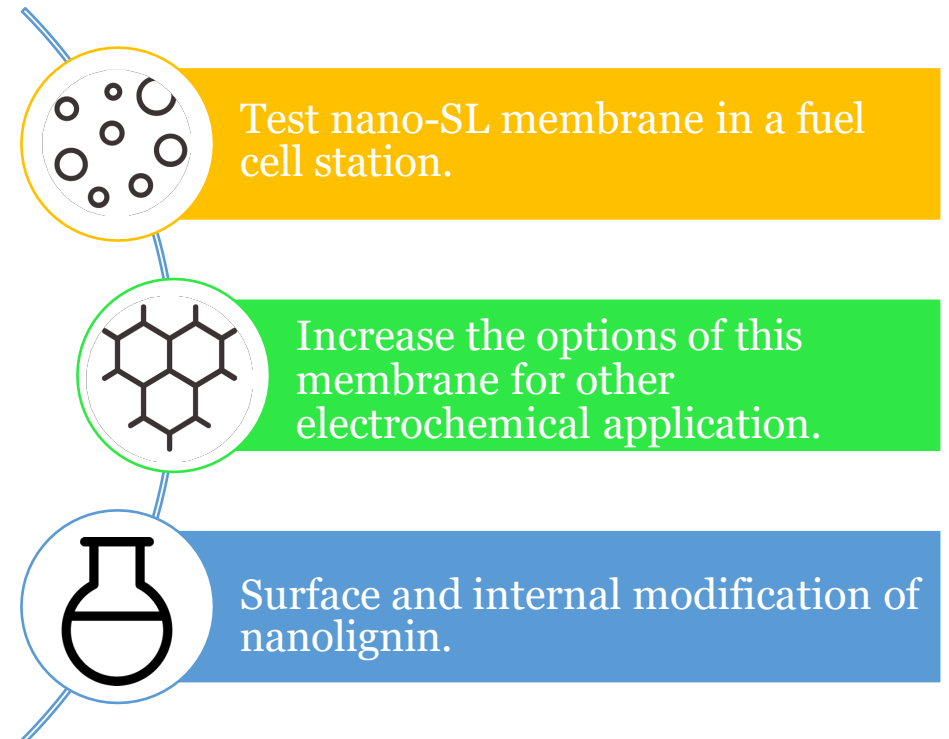 Test nano-SL membrane in a fuel
cell station.
Increase the options of this
membrane for other
electrochemical application.
Surface and internal modification of
nanolignin.